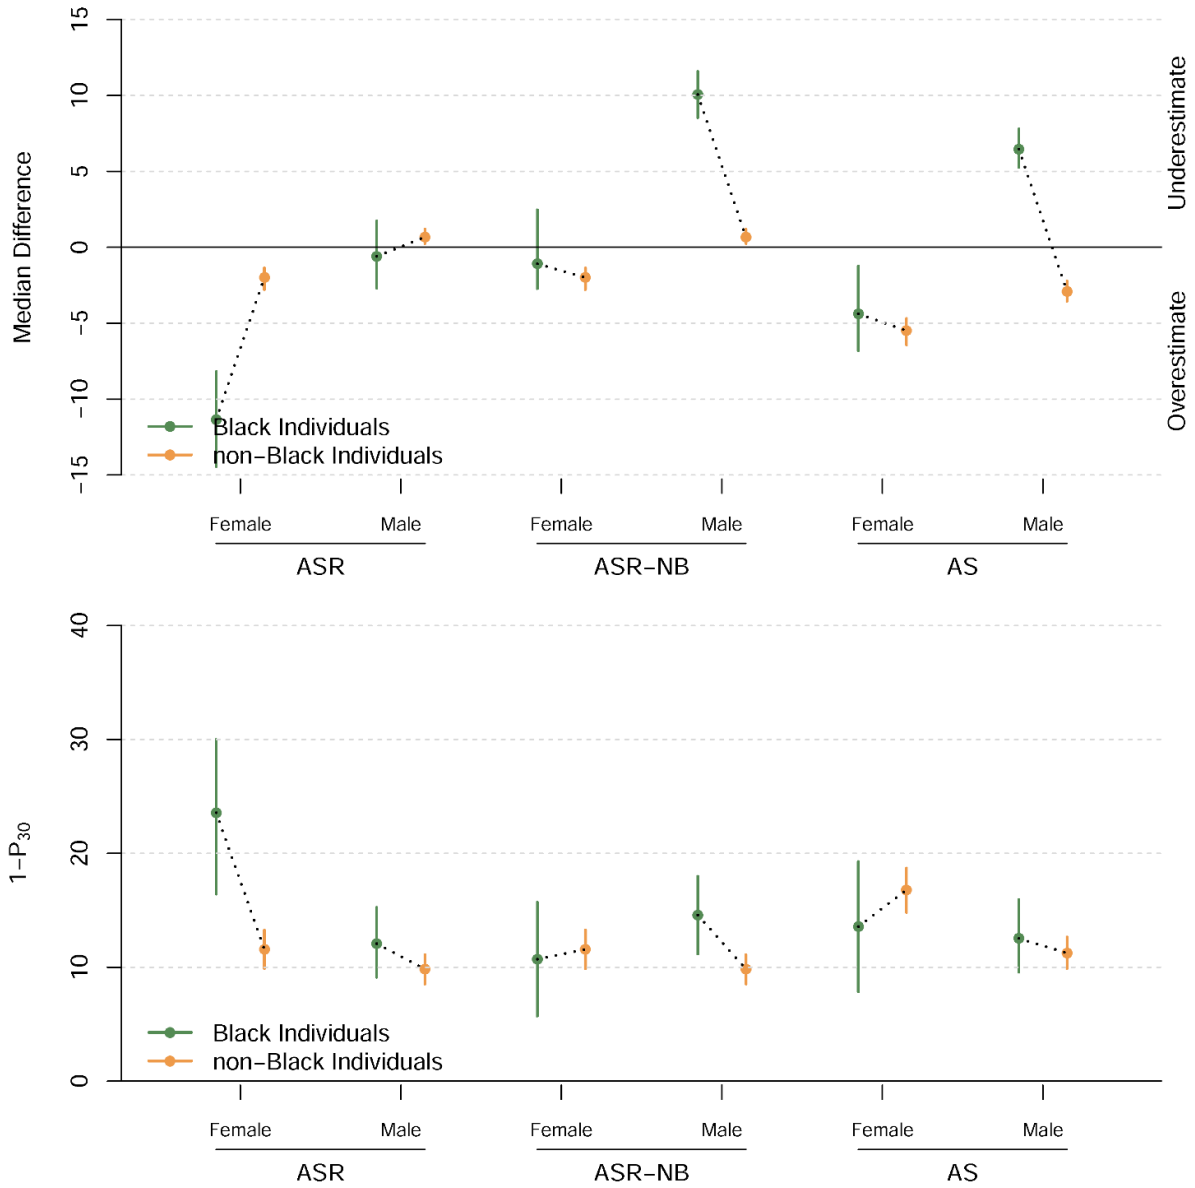 15
10
5
0
−5
−10
−15
Median Difference
Underestimate
Overestimate
Black Individuals
non−Black Individuals
Female Male Female Male Female Male
ASR ASR−NB AS
40
30
20
10
0
1−P30
Black Individuals
non−Black Individuals
Female Male Female Male Female Male
ASR ASR−NB AS